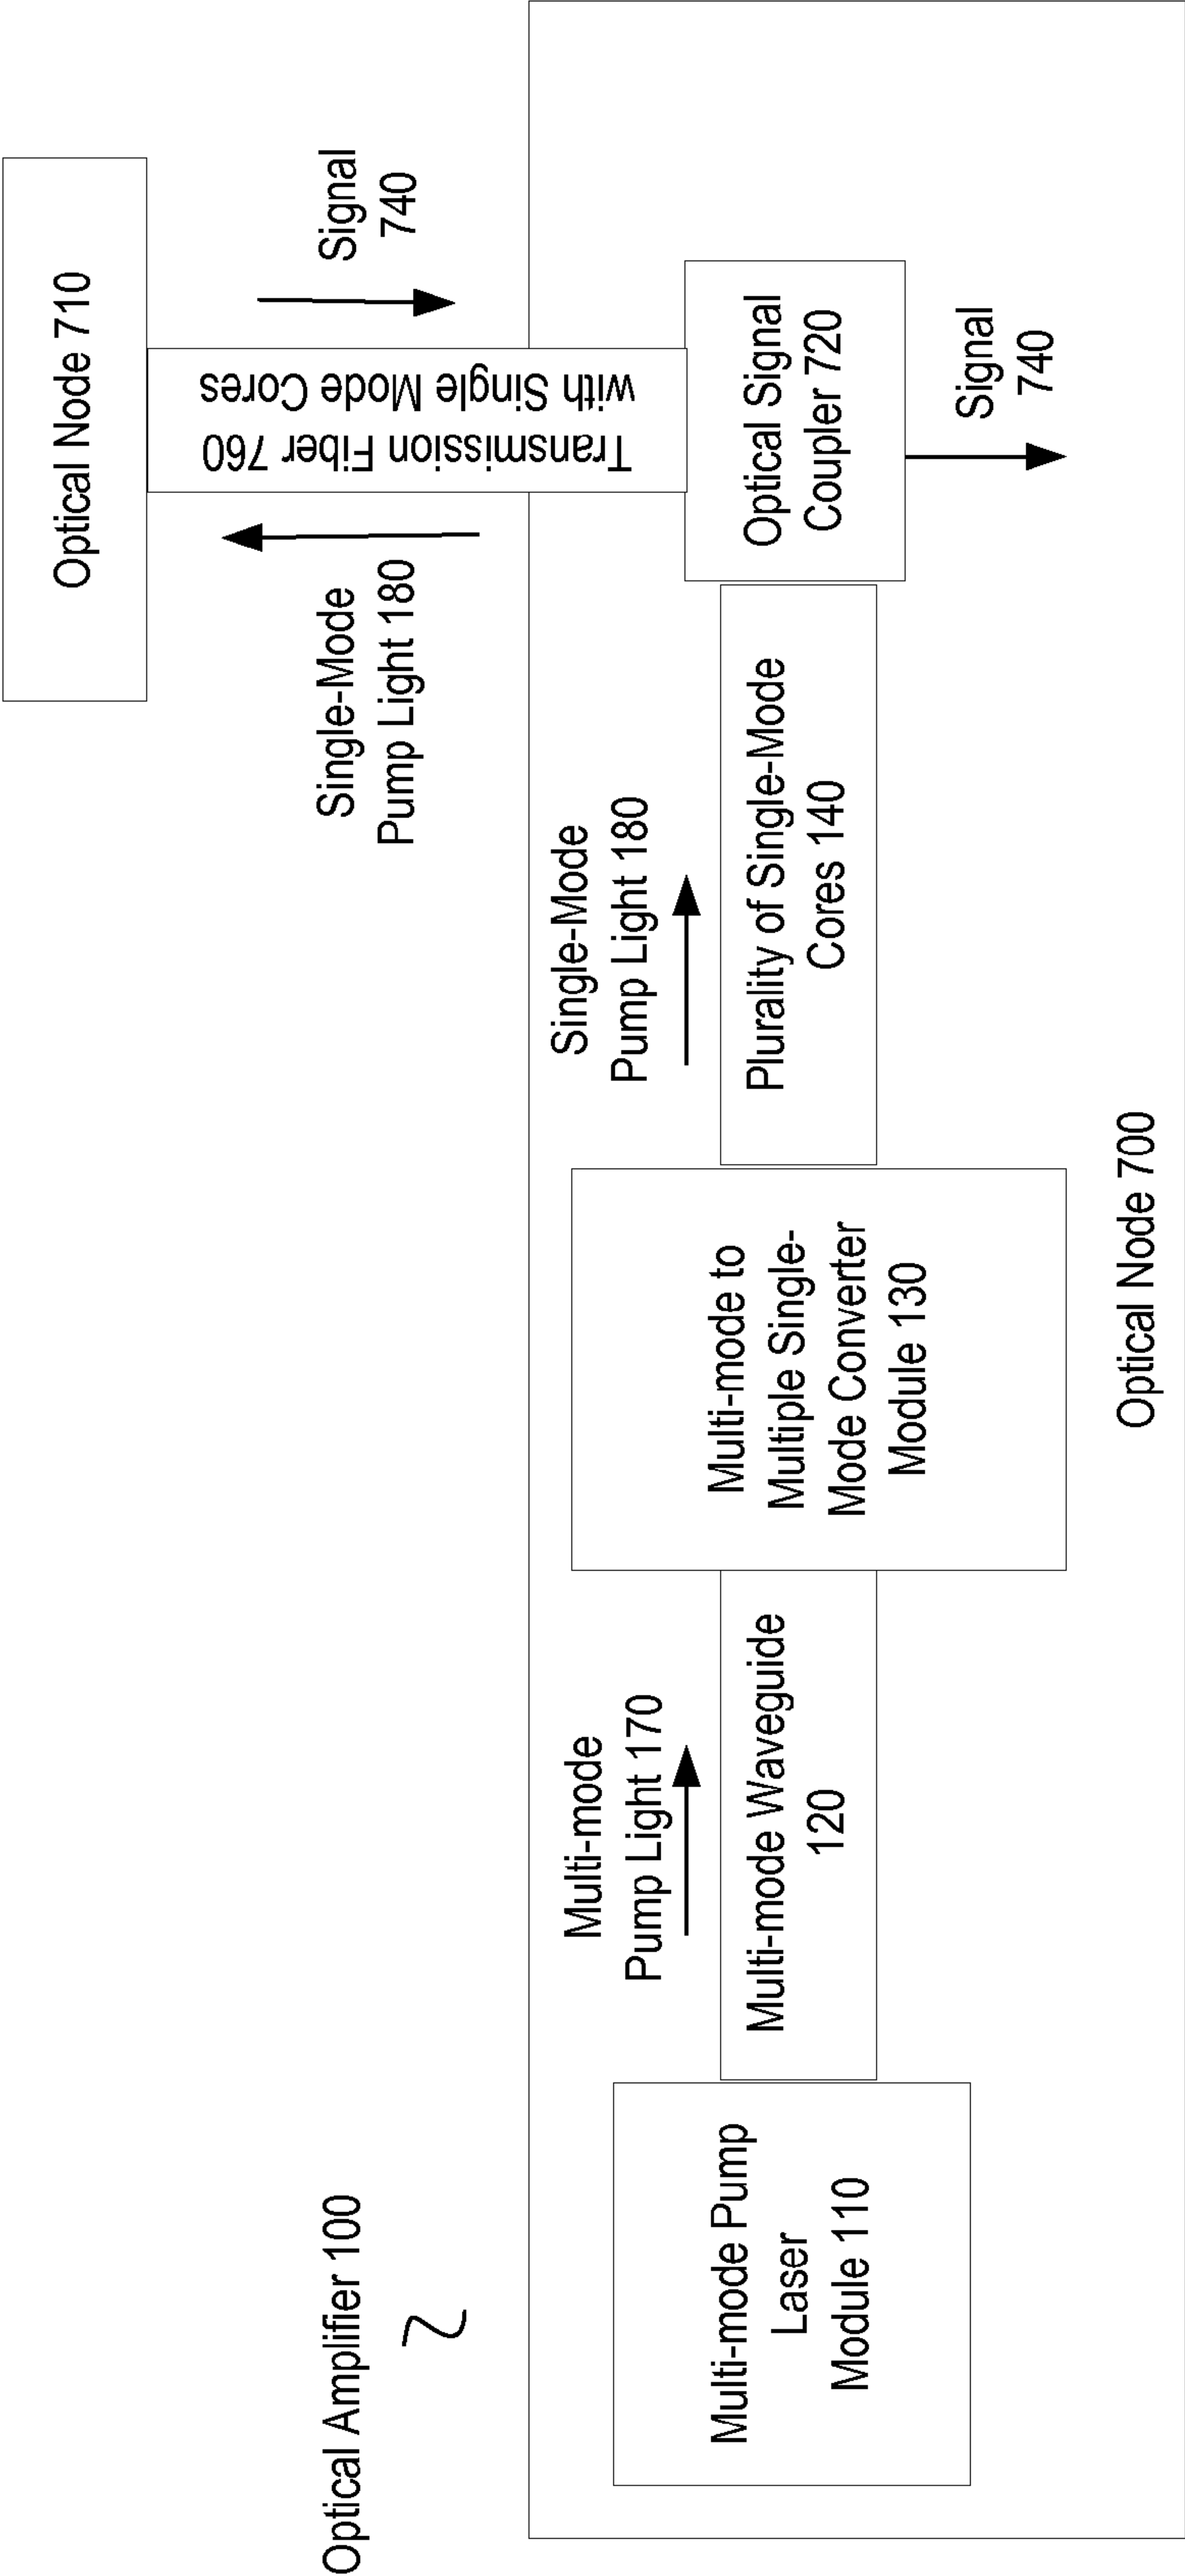 Optical Node 710
Optical Amplifier 100
Single-Mode
Pump Light 180
Transmission Fiber 760
with Single Mode Cores
Signal
740
Multi-mode
Pump Light 170
Single-Mode
Pump Light 180
Multi-mode Pump
Laser
Module 110
Multi-mode Waveguide
120
Multi-mode to
Multiple Single-
Mode Converter
Module 130
Plurality of Single-Mode
Cores 140
Optical Signal
Coupler 720
Signal
740
Optical Node 700